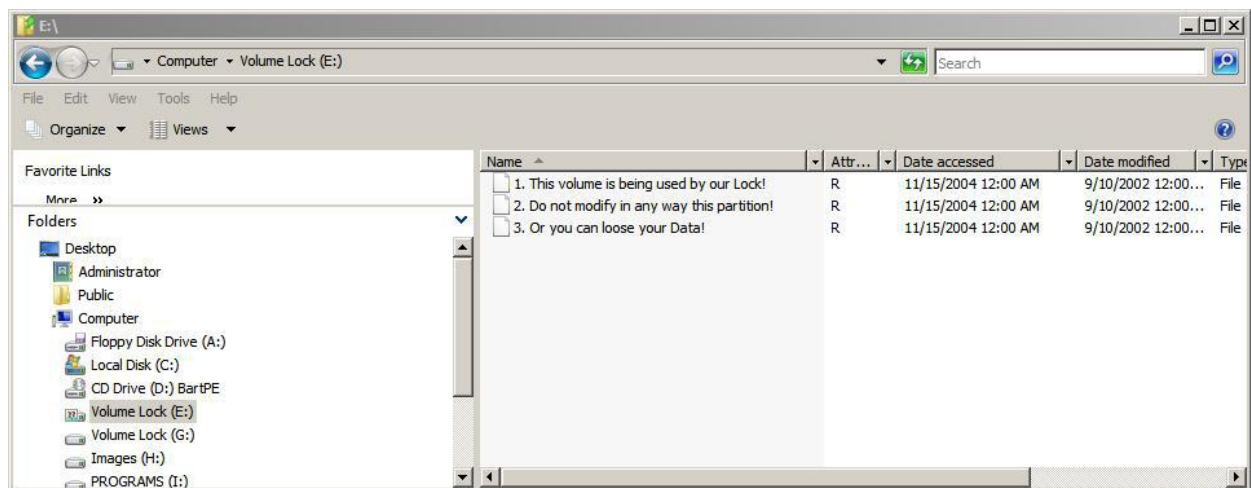 E:\
Computer Volume Lock (E:)
Search
File Edit View Tools Help
Organize Views
Favorite Links
More »
Folders
Desktop
Administrator
Public
Computer
Floppy Disk Drive (A:)
Local Disk (C:)
CD Drive (D:) BartPE
Volume Lock (E:)
Volume Lock (G:)
Images (H:)
PROGRAMS (I:)
Name Attr... Date accessed Date modified Type
1. This volume is being used by our Lock! R 11/15/2004 12:00 AM 9/10/2002 12:00... File
2. Do not modify in any way this partition! R 11/15/2004 12:00 AM 9/10/2002 12:00... File
3. Or you can loose your Data! R 11/15/2004 12:00 AM 9/10/2002 12:00... File